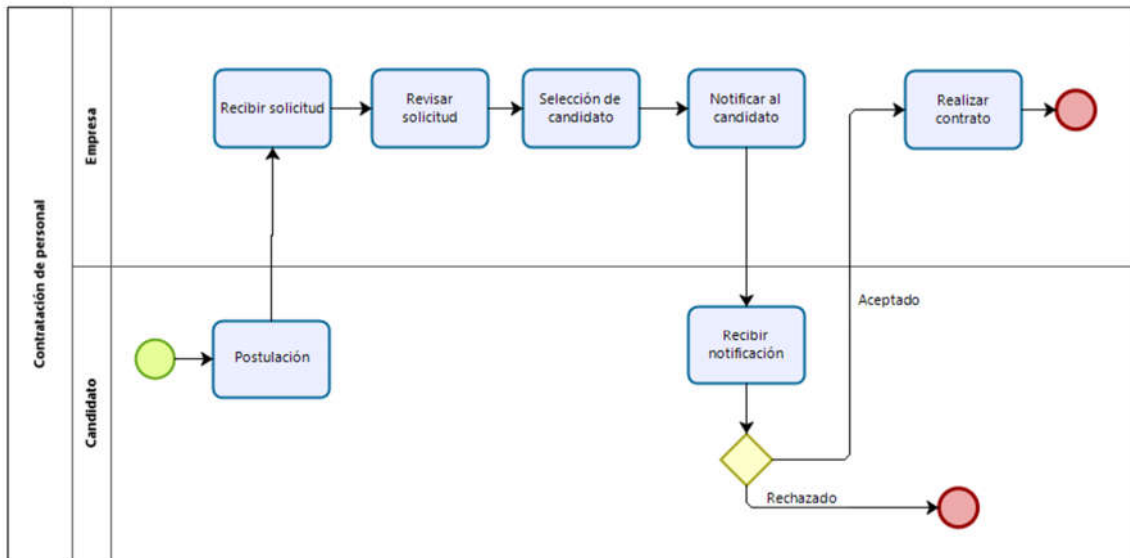 Contratación de personal
Empresa
Recibir solicitud
Revisar
solicitud
Selección de
candidato
Notificar al
candidato
Realizar
contrato
Candidato
Postulación
Recibir
notificación
Aceptado
Rechazado